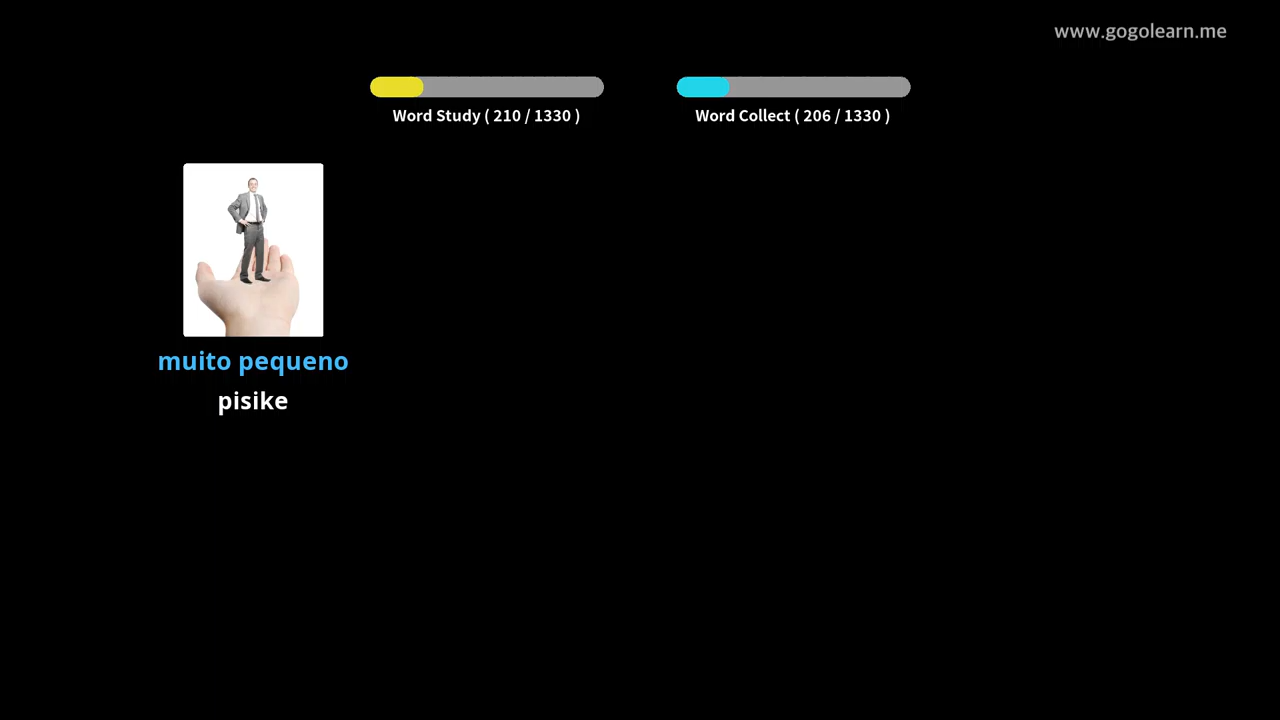 www.gogolearn.me
Word Study ( 210 / 1330 )
Word Collect ( 206 / 1330 )
muito pequeno
pisike